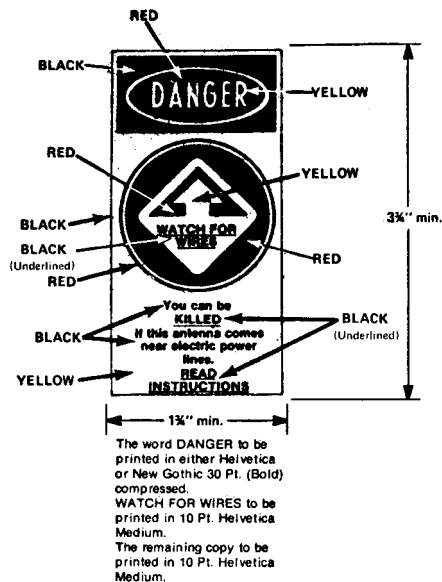 RED
BLACK
DANGER
YELLOW
RED
YELLOW
WATCH FOR
WIRES
BLACK
BLACK
(Underlined)
RED
RED
3¾" min.
You can be
KILLED
if this antenna comes
near electric power
lines.
READ
INSTRUCTIONS
BLACK
BLACK
(Underlined)
YELLOW
1¾" min.
The word DANGER to be
printed in either Helvetica
or New Gothic 30 Pt. (Bold)
compressed.
WATCH FOR WIRES to be
printed in 10 Pt. Helvetica
Medium.
The remaining copy to be
printed in 10 Pt. Helvetica
Medium.